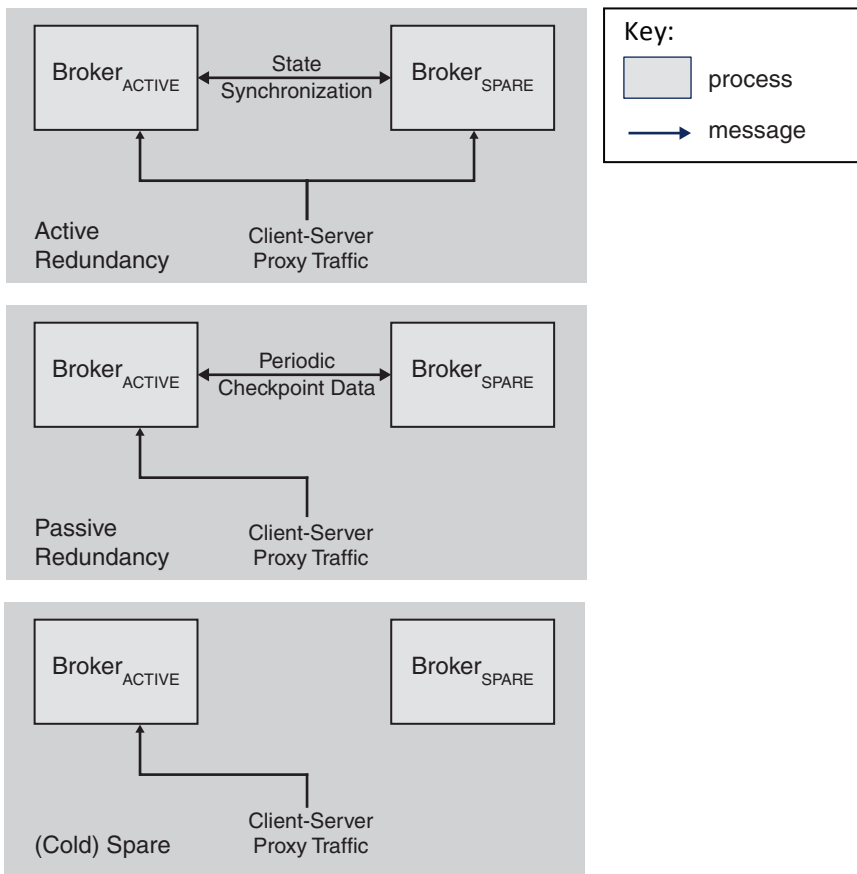 Broker ACTIVE
State
Synchronization
Broker SPARE
Active
Redundancy
Client-Server
Proxy Traffic
Key:
process
message
Broker ACTIVE
Periodic
Checkpoint Data
Broker SPARE
Passive
Redundancy
Client-Server
Proxy Traffic
Broker ACTIVE
Broker SPARE
(Cold) Spare
Client-Server
Proxy Traffic